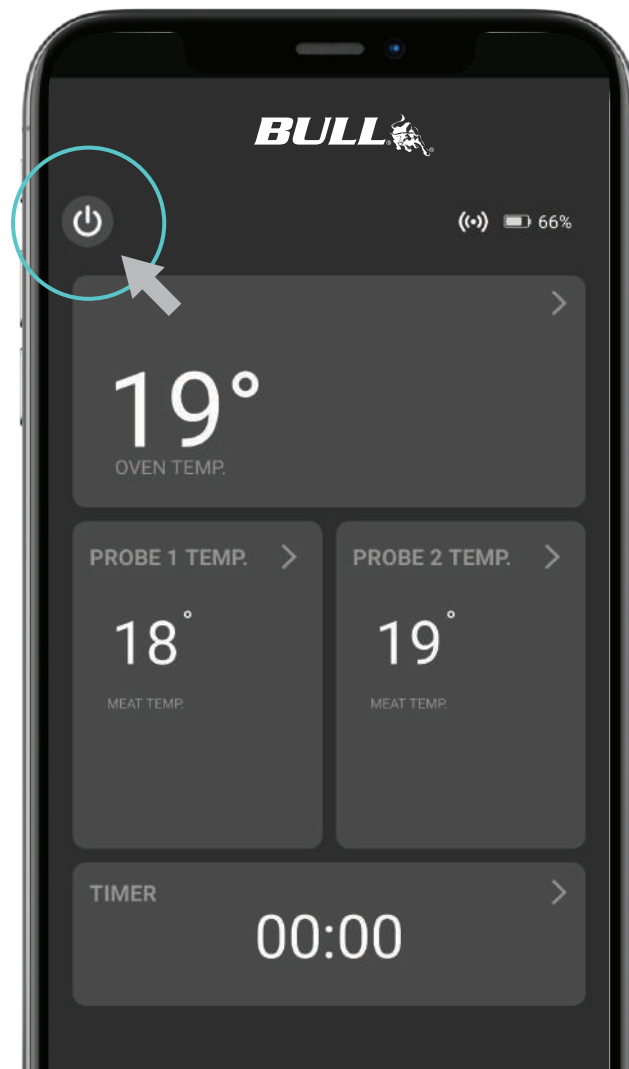 BULL
66%
19°
OVEN TEMP.
PROBE 1 TEMP.
PROBE 2 TEMP.
18°
19°
MEAT TEMP.
MEAT TEMP.
TIMER
00:00